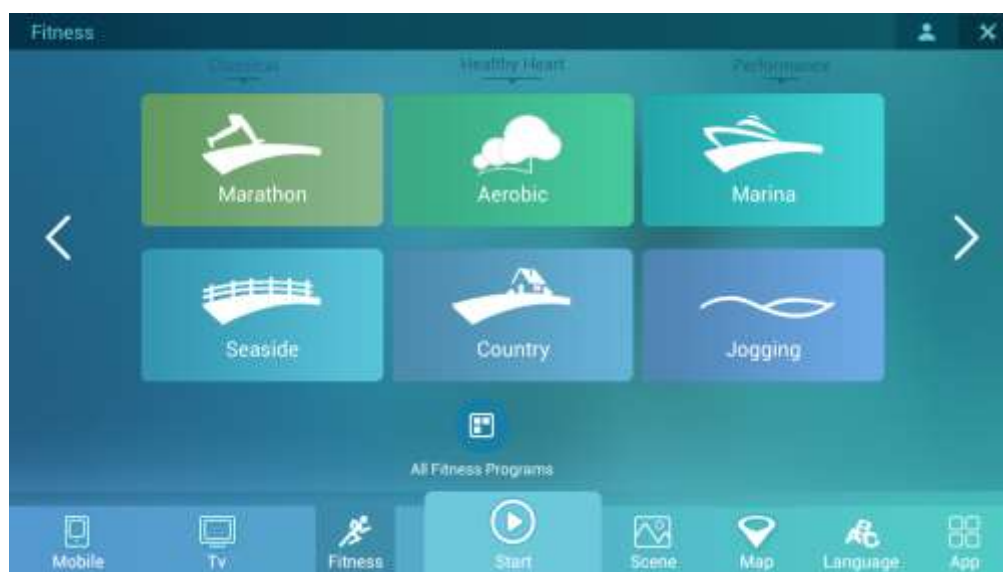 Fitness
Classical Healthy Heart Performance
Marathon Aerobic Marina
Seaside Country Jogging
All Fitness Programs
Mobile Tv Fitness Start Scene Map Language App